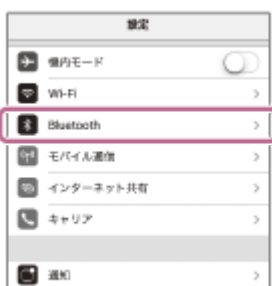 設定
機内モード
Wi-Fi
Bluetooth
モバイル通信
インターネット共有
キャリア
通知